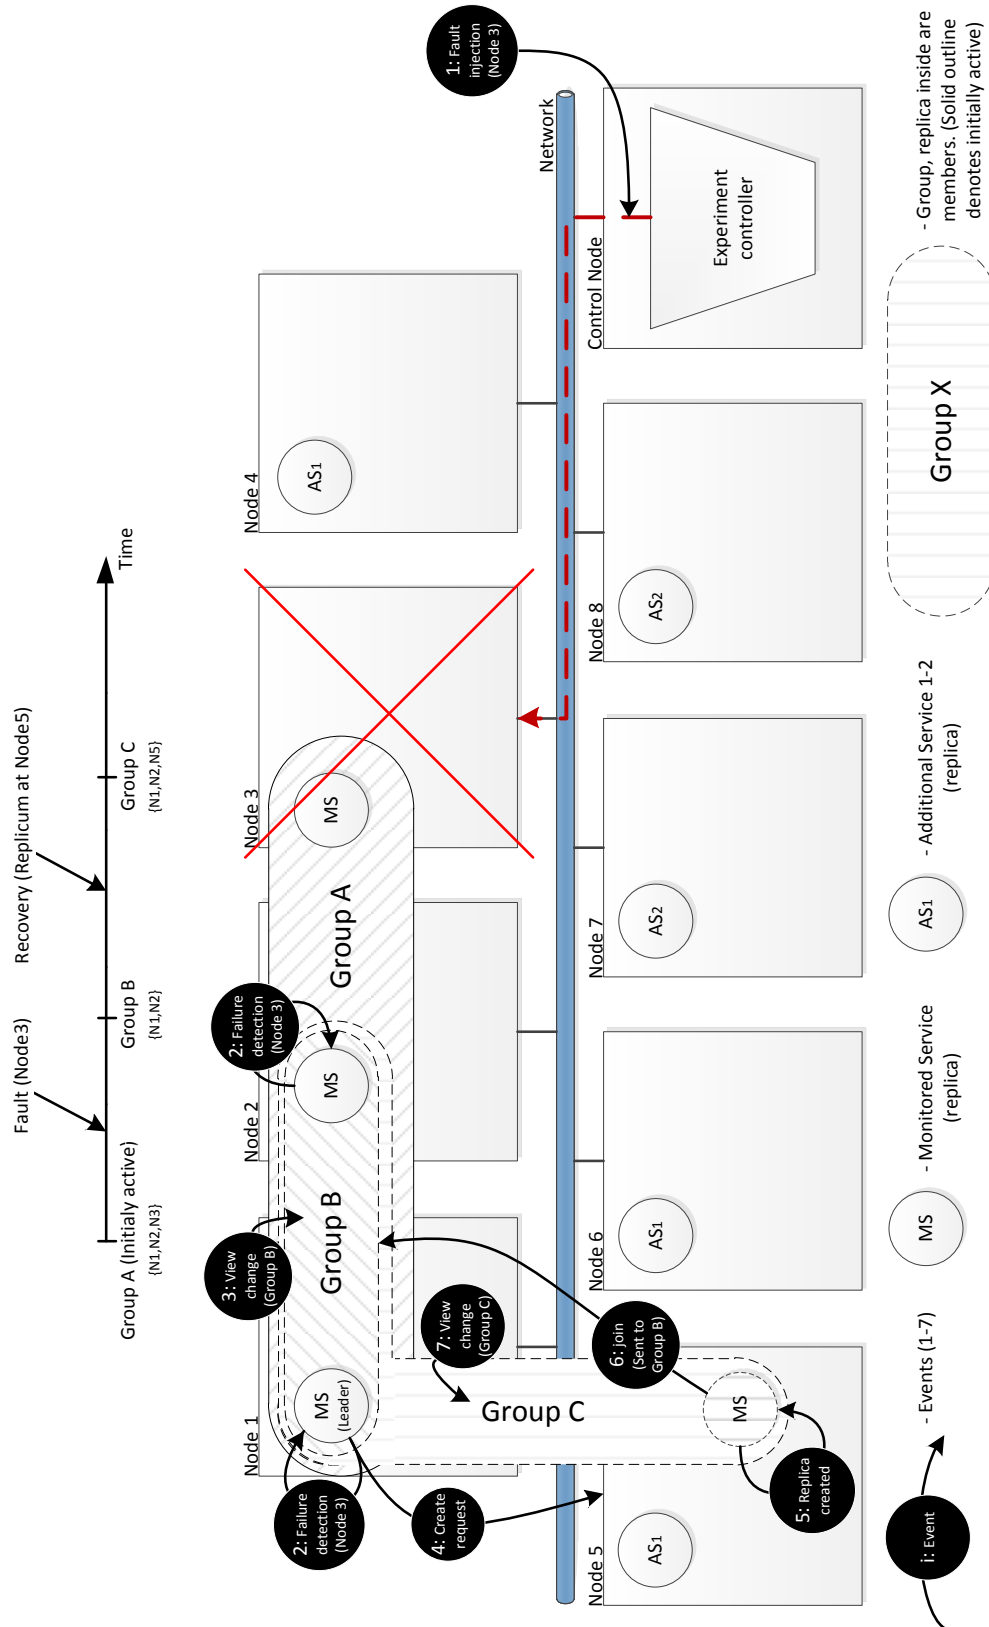 Fault (Node3)
Recovery (Replicum at Node5)
Group A (Initialy active)
{N1,N2,N3}
Group B
{N1,N2}
Group C
{N1,N2,N5}
Time
2: Failure
detection
(Node 3)
3: View
change
(Group B)
2: Failure
detection
(Node 3)
1: Fault
injection
(Node 3)
Node 1
Node 2
Node 3
Node 4
MS
(Leader)
Group B
MS
Group A
MS
AS1
4: Create
request
7: View
change
(Group C)
Group C
Network
6: join
(Sent to
Group B)
Node 5
Node 6
Node 7
Node 8
Control Node
AS1
MS
AS1
AS2
AS2
Experiment
controller
5: Replica
created
i: Event
- Events (1-7)
MS
- Monitored Service
(replica)
AS1
- Additional Service 1-2
(replica)
Group X
- Group, replica inside are
members. (Solid outline
denotes initially active)